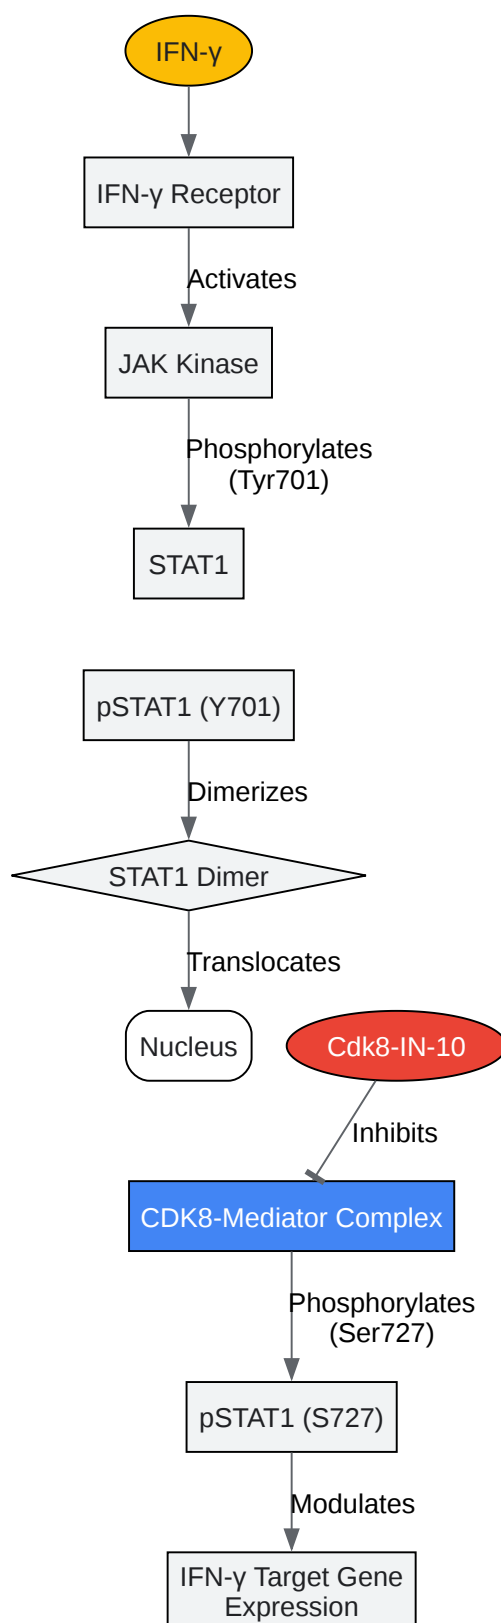 IFN-γ
IFN-γ Receptor
Activates
JAK Kinase
Phosphorylates
(Tyr701)
STAT1
pSTAT1 (Y701)
Dimerizes
STAT1 Dimer
Translocates
Nucleus
Cdk8-IN-10
Inhibits
CDK8-Mediator Complex
Phosphorylates
(Ser727)
pSTAT1 (S727)
Modulates
IFN-γ Target Gene
Expression